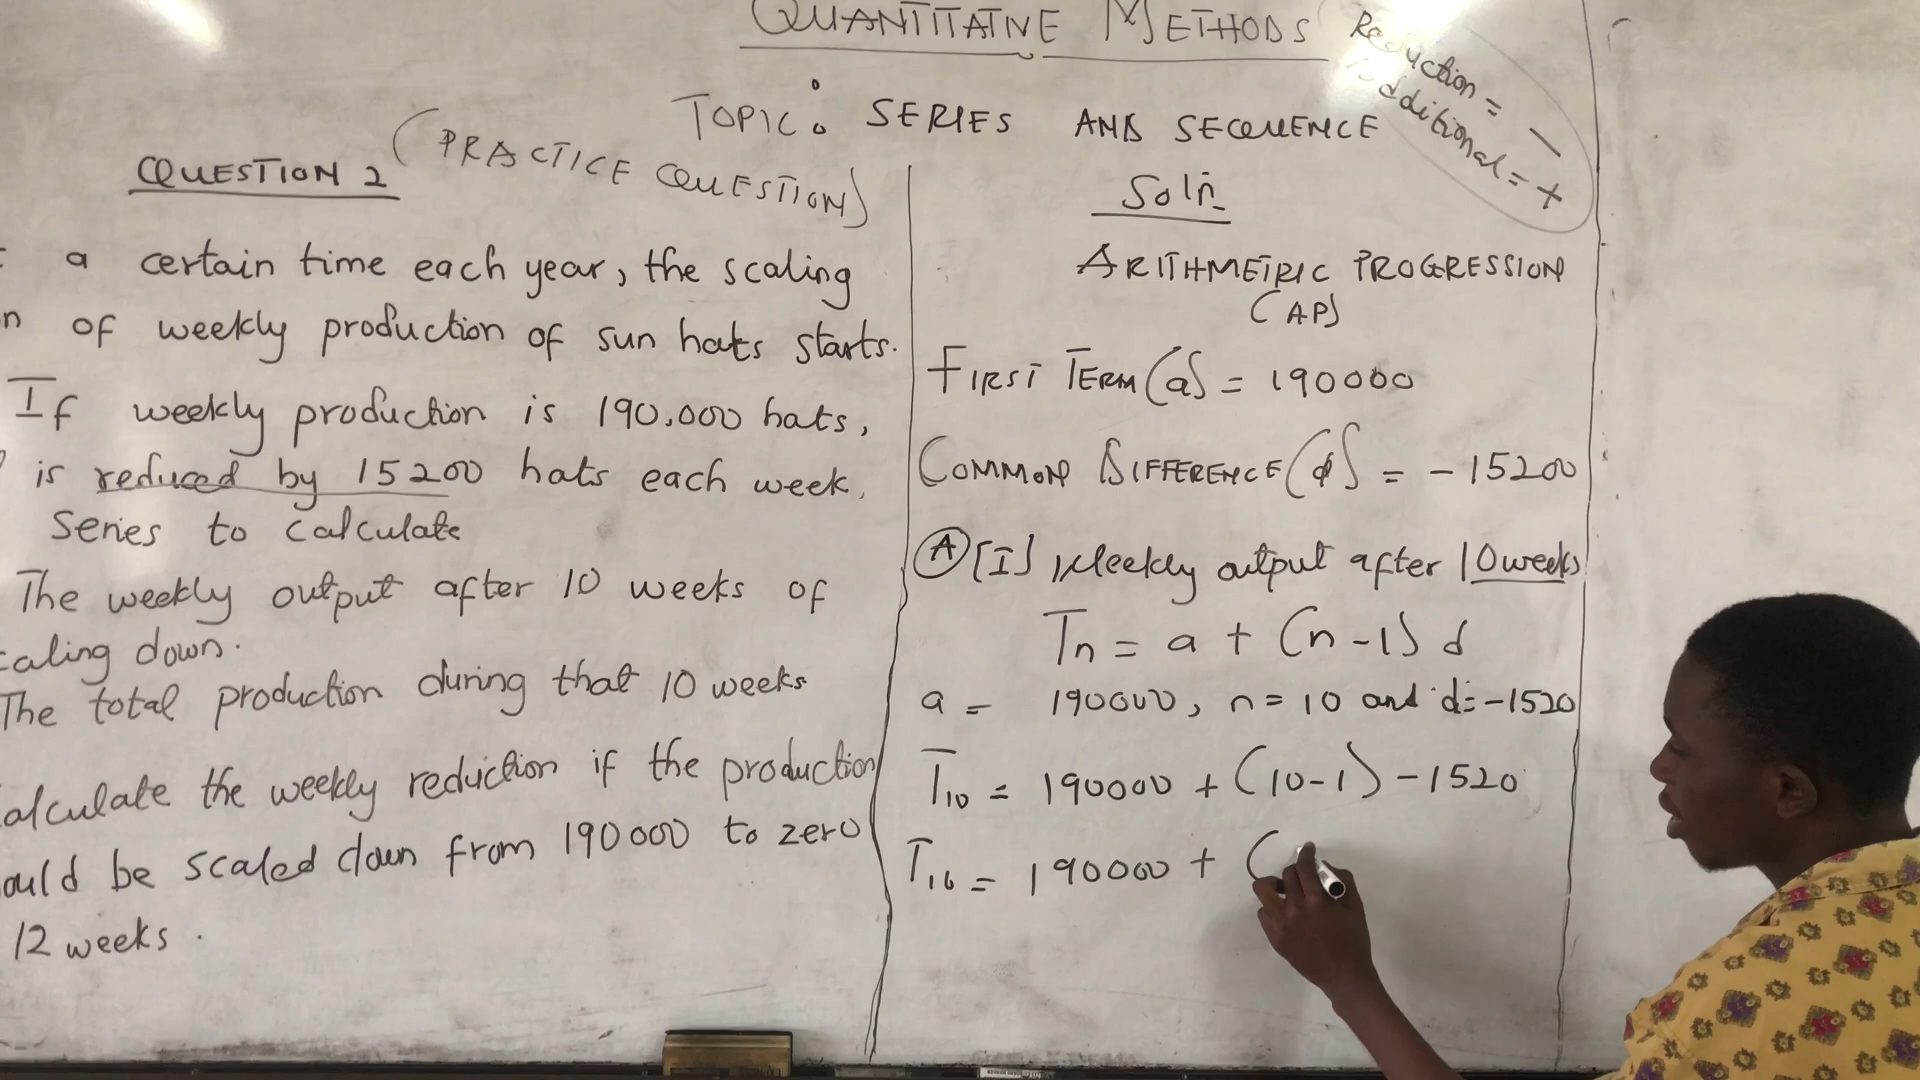 QUANTITATIVE METHODS
Reduction = -
Additional = +
TOPIC: SERIES AND SEQUENCE
QUESTION 2 (PRACTICE QUESTION)
a certain time each year, the scaling
of weekly production of sun hats starts.
If weekly production is 190,000 hats,
is reduced by 15200 hats each week.
Series to calculate
The weekly output after 10 weeks of
caling down.
The total production during that 10 weeks
alculate the weekly reduction if the production
ould be scaled down from 190000 to zero
12 weeks.
Soln
ARITHMETRIC PROGRESSION
(AP)
FIRST TERM (a) = 190000
COMMON DIFFERENCE (d) = -15200
(A) [I] Weekly output after 10 weeks
Tn = a + (n-1) d
a = 190000, n = 10 and d = -1520
T10 = 190000 + (10-1) -1520
T10 = 190000 + (